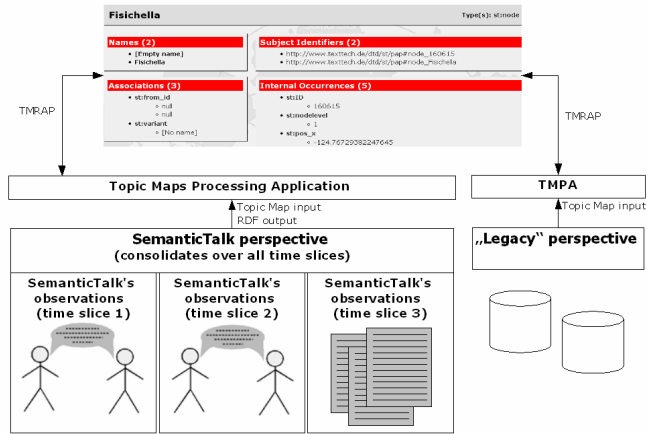 Fisichella
Type(s): st:node
Names (2)
• [Empty name]
• Fisichella
Subject Identifiers (2)
• http://www.texttech.de/dtd/st/pap#node_160615
• http://www.texttech.de/dtd/st/pap#node_Fisichella
Associations (3)
• st:from_id
◦ null
◦ null
• st:variant
◦ [No name]
Internal Occurrences (5)
• st:ID
◦ 160615
• st:nodelevel
◦ 1
• st:pos_x
◦ -124.76729382247645
TMRAP
TMRAP
Topic Maps Processing Application
TMPA
Topic Map input
RDF output
Topic Map input
SemanticTalk perspective
(consolidates over all time slices)
„Legacy“ perspective
SemanticTalk's
observations
(time slice 1)
SemanticTalk's
observations
(time slice 2)
SemanticTalk's
observations
(time slice 3)